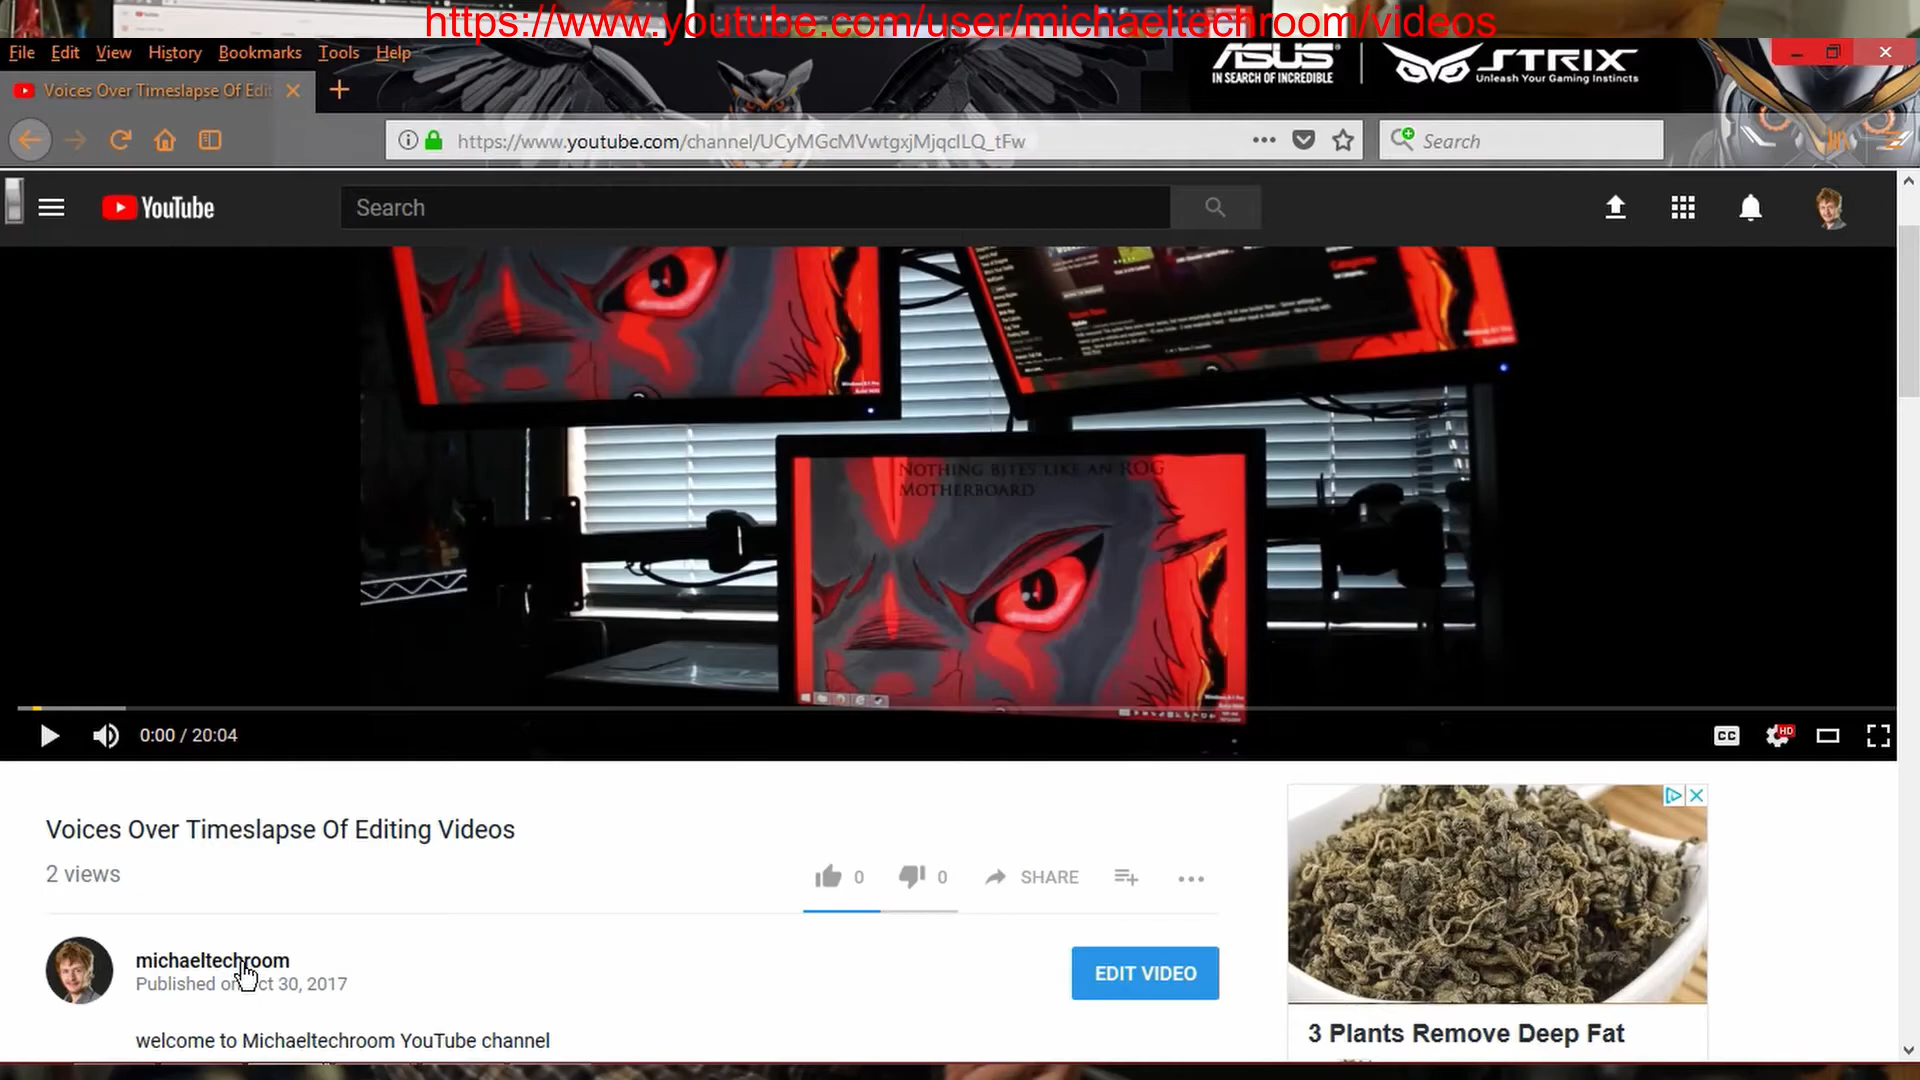 https://www.youtube.com/user/michaeltechroom/videos
File Edit View History Bookmarks Tools Help
ASUS
IN SEARCH OF INCREDIBLE
STRIX
Unleash Your Gaming Instincts
Voices Over Timeslapse Of Edit
https://www.youtube.com/channel/UCyMGcMVwtgxjMjqcILQ_tFw
Search
YouTube
Search
NOTHING BITES LIKE AN ROG
MOTHERBOARD
0:00 / 20:04
CC
HD
Voices Over Timeslapse Of Editing Videos
2 views
0 0 SHARE
michaeltechroom
Published on Oct 30, 2017
EDIT VIDEO
welcome to Michaeltechroom YouTube channel
3 Plants Remove Deep Fat